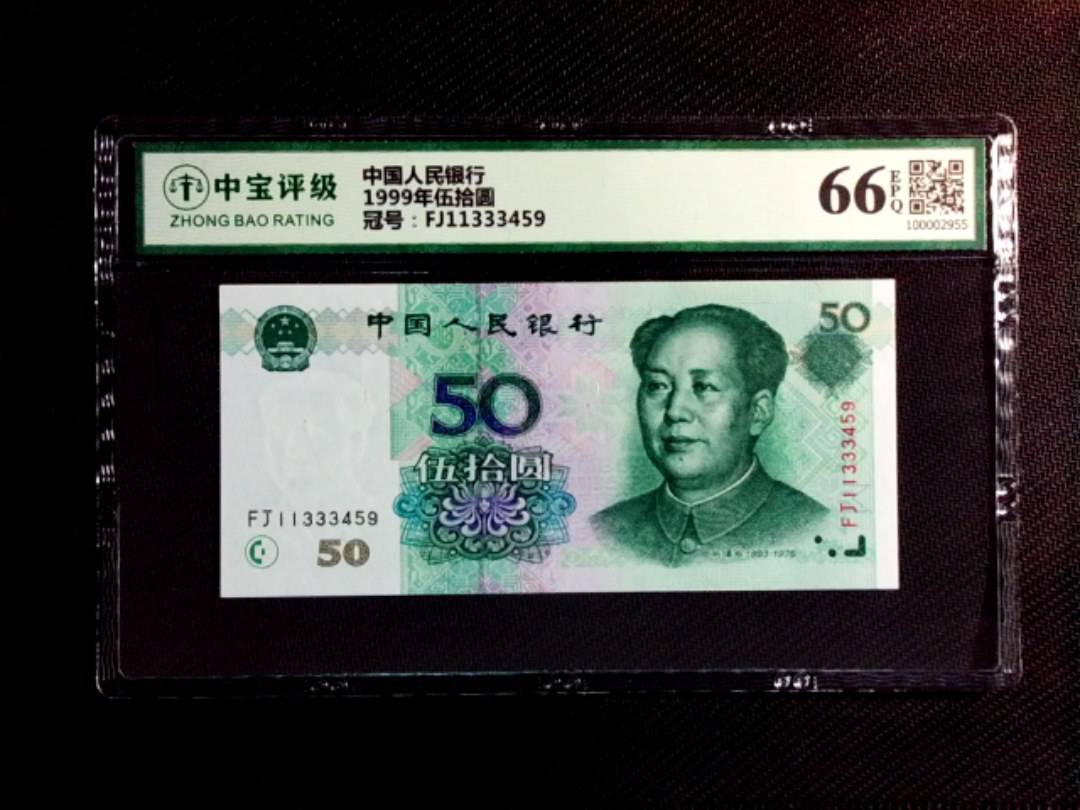 中宝评级
ZHONG BAO RATING
中国人民银行
1999年伍拾圆
冠号：FJ11333459
66
EPQ
100002955
中国人民银行
50
50
伍拾圆
FJ11333459
50
FJ11333459
1893-1976